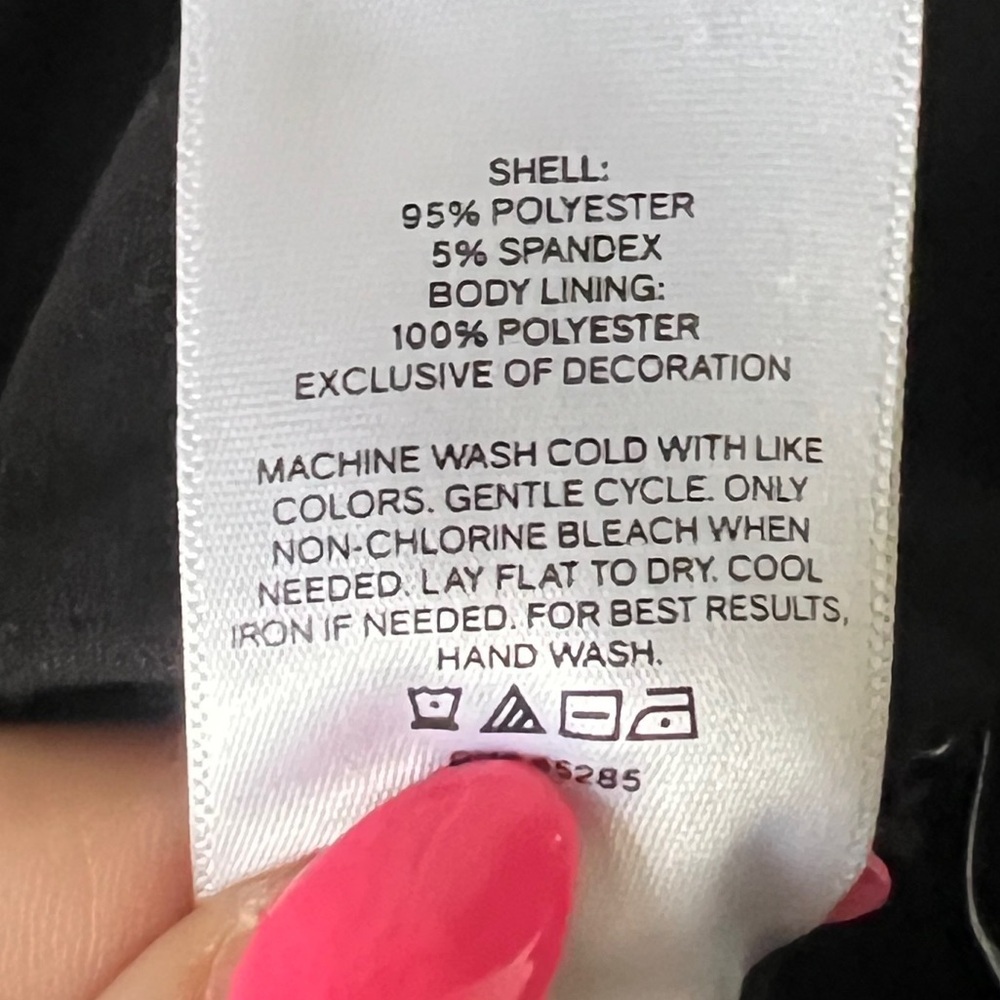 SHELL:
95% POLYESTER
5% SPANDEX
BODY LINING:
100% POLYESTER
EXCLUSIVE OF DECORATION
MACHINE WASH COLD WITH LIKE
COLORS. GENTLE CYCLE. ONLY
NON-CHLORINE BLEACH WHEN
NEEDED. LAY FLAT TO DRY. COOL
IRON IF NEEDED. FOR BEST RESULTS,
HAND WASH.